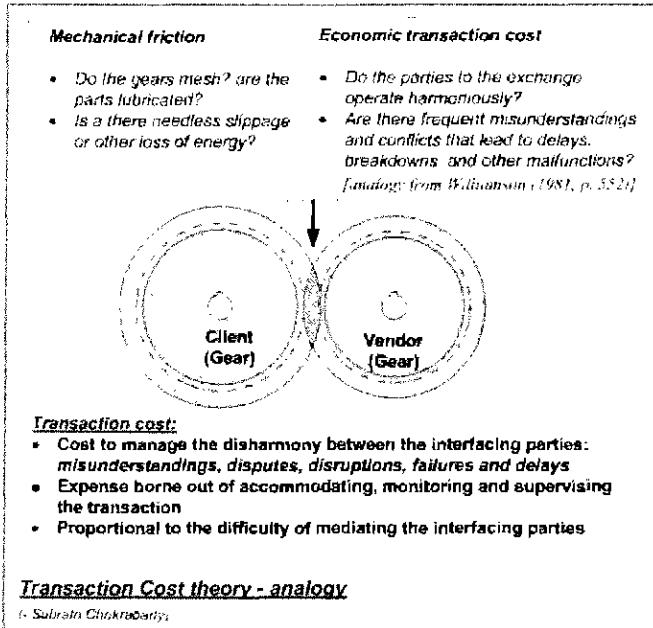 Mechanical friction
• Do the gears mesh? are the
parts lubricated?
• Is a there needless slippage
or other loss of energy?
Economic transaction cost
• Do the parties to the exchange
operate harmoniously?
• Are there frequent misunderstandings
and conflicts that lead to delays,
breakdowns and other malfunctions?
[analogy from Williamson (1981, p. 552)]
Client
(Gear)
Vendor
(Gear)
Transaction cost:
• Cost to manage the disharmony between the interfacing parties:
misunderstandings, disputes, disruptions, failures and delays
• Expense borne out of accommodating, monitoring and supervising
the transaction
• Proportional to the difficulty of mediating the interfacing parties
Transaction Cost theory - analogy
(- Subrata Chakrabarty)